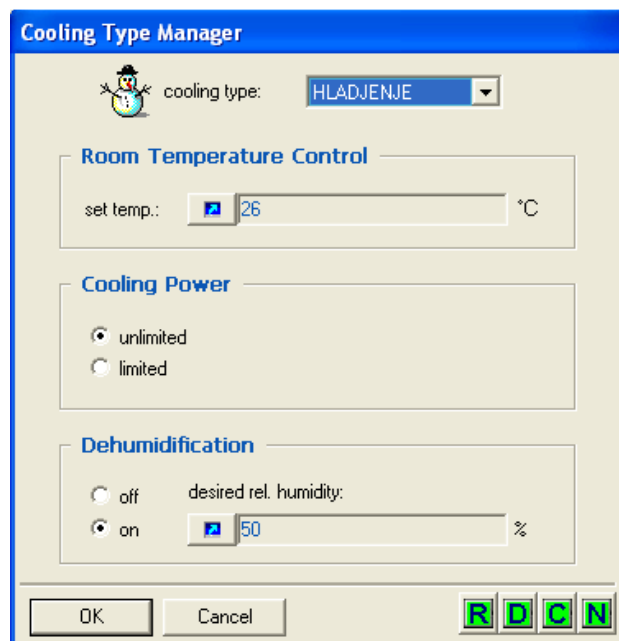 Cooling Type Manager
cooling type: HLADJENJE
Room Temperature Control
set temp.: 26 °C
Cooling Power
unlimited
limited
Dehumidification
off desired rel. humidity:
on 50 %
OK Cancel R D C N